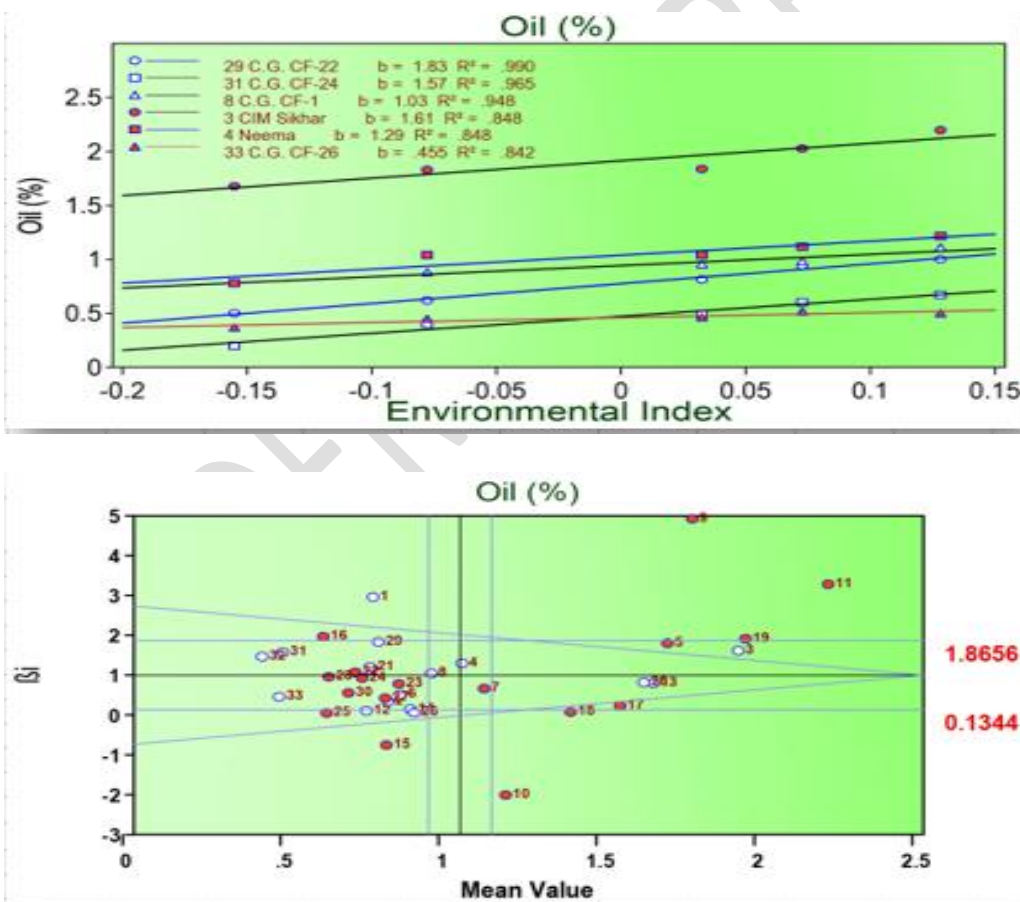 Oil (%)
29 C.G. CF-22 b = 1.83 R² = .990
31 C.G. CF-24 b = 1.57 R² = .965
8 C.G. CF-1 b = 1.03 R² = .948
3 CIM Sikhar b = 1.61 R² = .848
4 Neema b = 1.29 R² = .848
33 C.G. CF-26 b = .455 R² = .842
Oil (%)
2.5
2
1.5
1
0.5
0
-0.2 -0.15 -0.1 -0.05 0 0.05 0.1 0.15
Environmental Index
Oil (%)
ßi
5
4
3
2
1
0
-1
-2
-3
9
11
1
16
5
19
3
31
32
21
8
4
23
7
6
30
33
25
12
15
18
17
10
1.8656
0.1344
0 .5 1 1.5 2 2.5
Mean Value